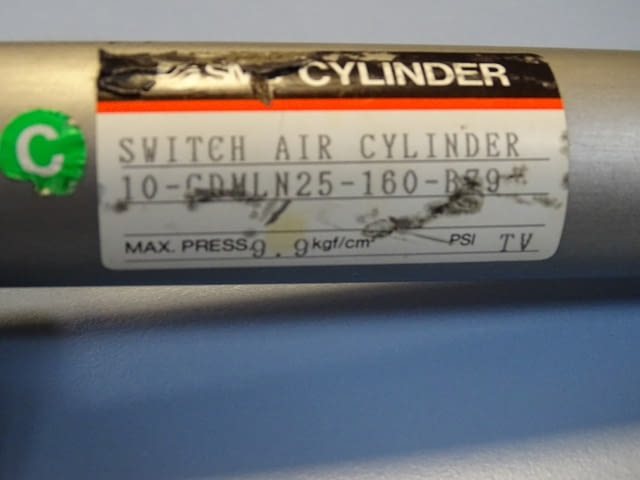 C
CYLINDER
SWITCH AIR CYLINDER
10-CDMLN25-160-B
MAX. PRESS. 9.9 kgf/cm² PSI TV